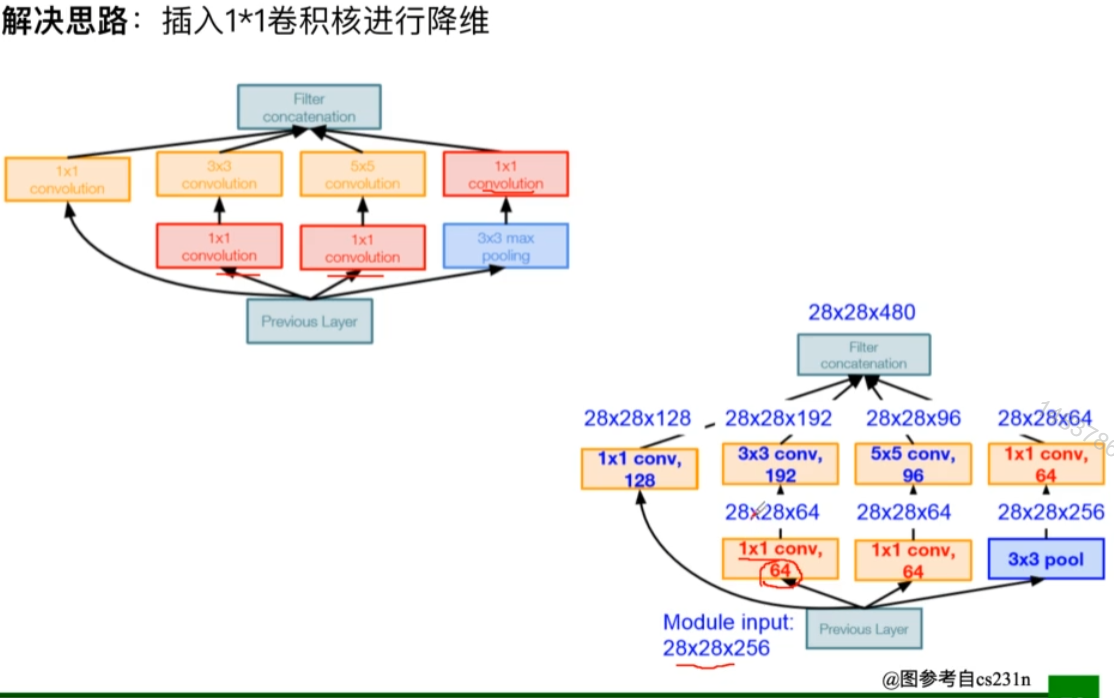 解决思路：插入1*1卷积核进行降维
Filter
concatenation
1x1
convolution
3x3
convolution
5x5
convolution
1x1
convolution
1x1
convolution
1x1
convolution
3x3 max
pooling
Previous Layer
28x28x480
Filter
concatenation
28x28x128
28x28x192
28x28x96
28x28x64
1x1 conv,
128
3x3 conv,
192
5x5 conv,
96
1x1 conv,
64
28x28x64
28x28x64
28x28x256
1x1 conv,
64
1x1 conv,
64
3x3 pool
Module input:
28x28x256
Previous Layer
@图参考自cs231n